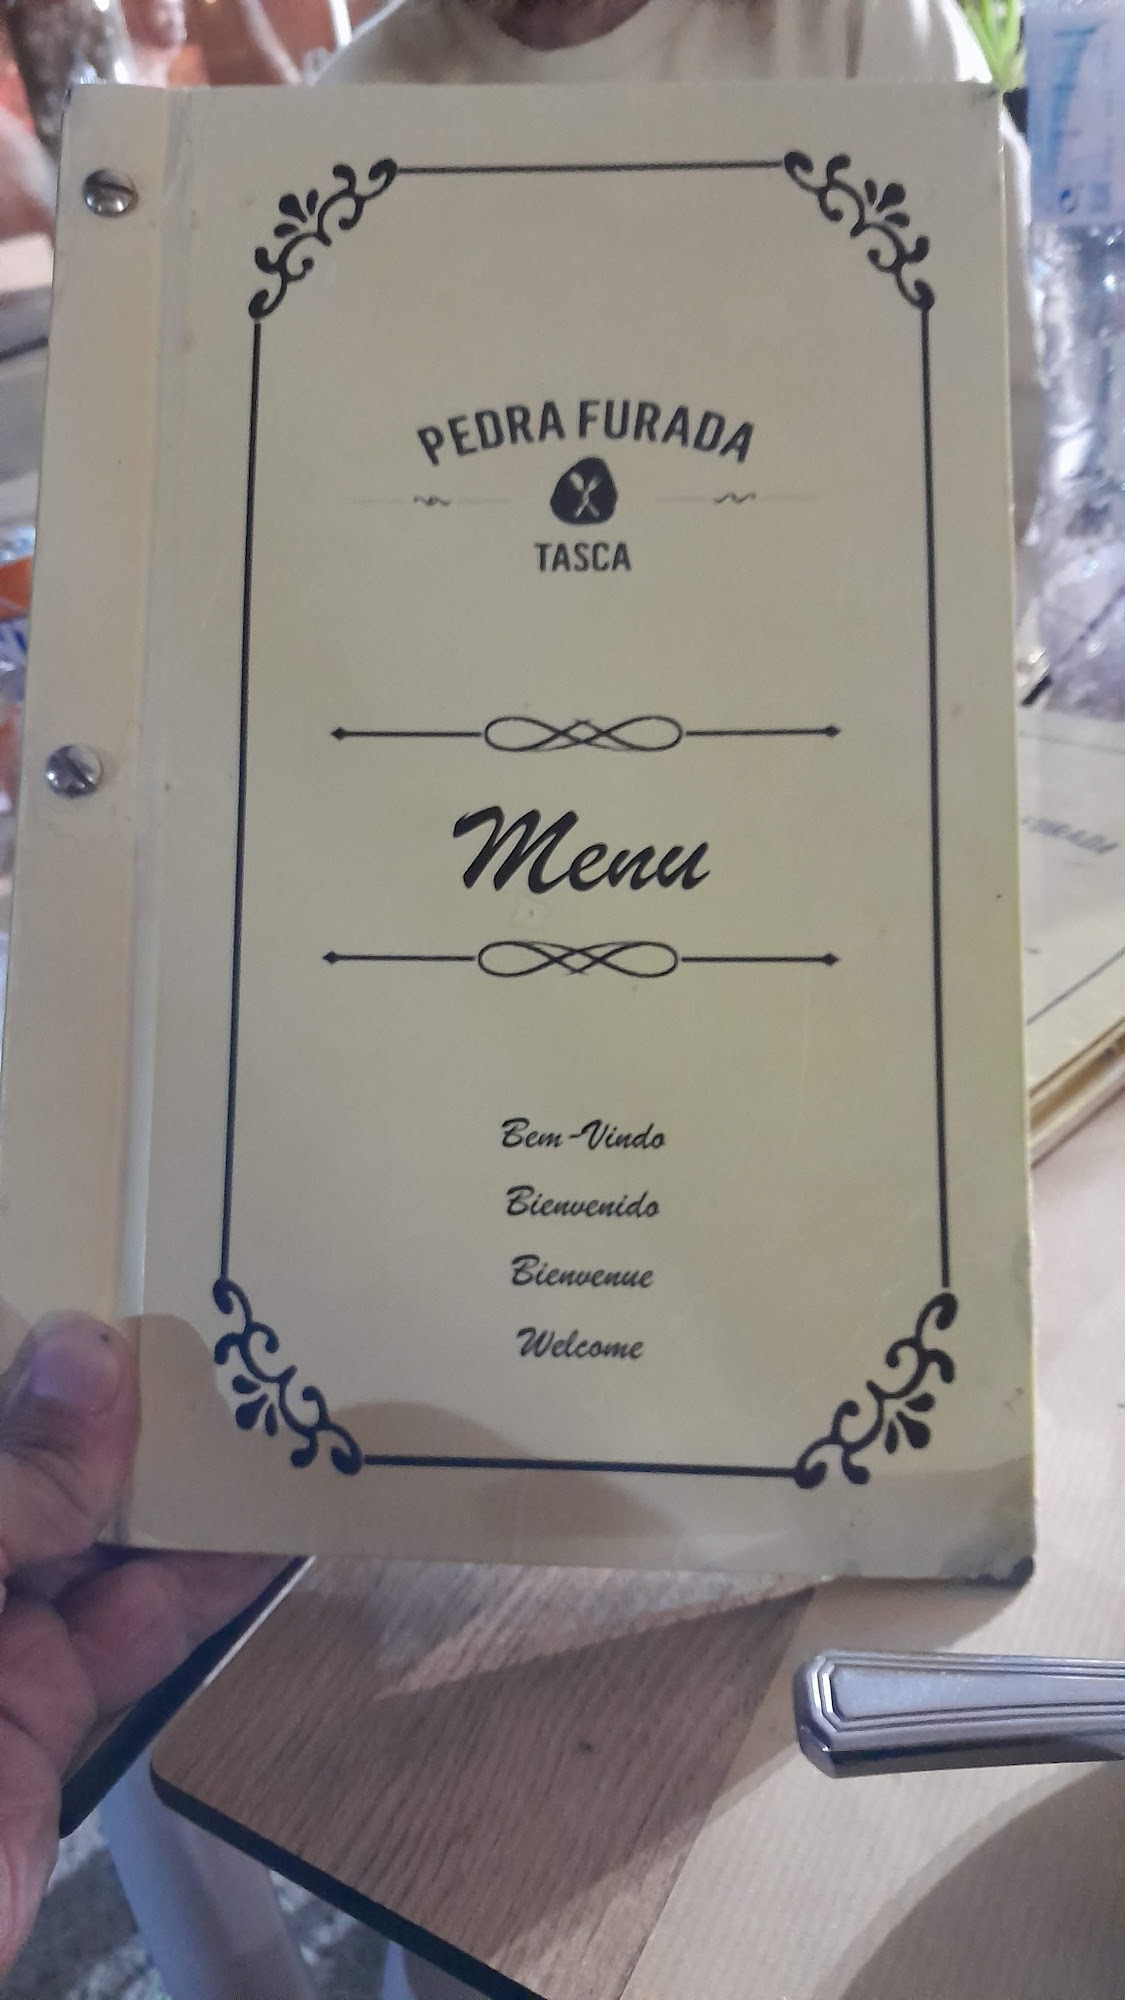 PEDRA FURADA
TASCA
Menu
Bem-Vindo
Bienvenido
Bienvenue
Welcome